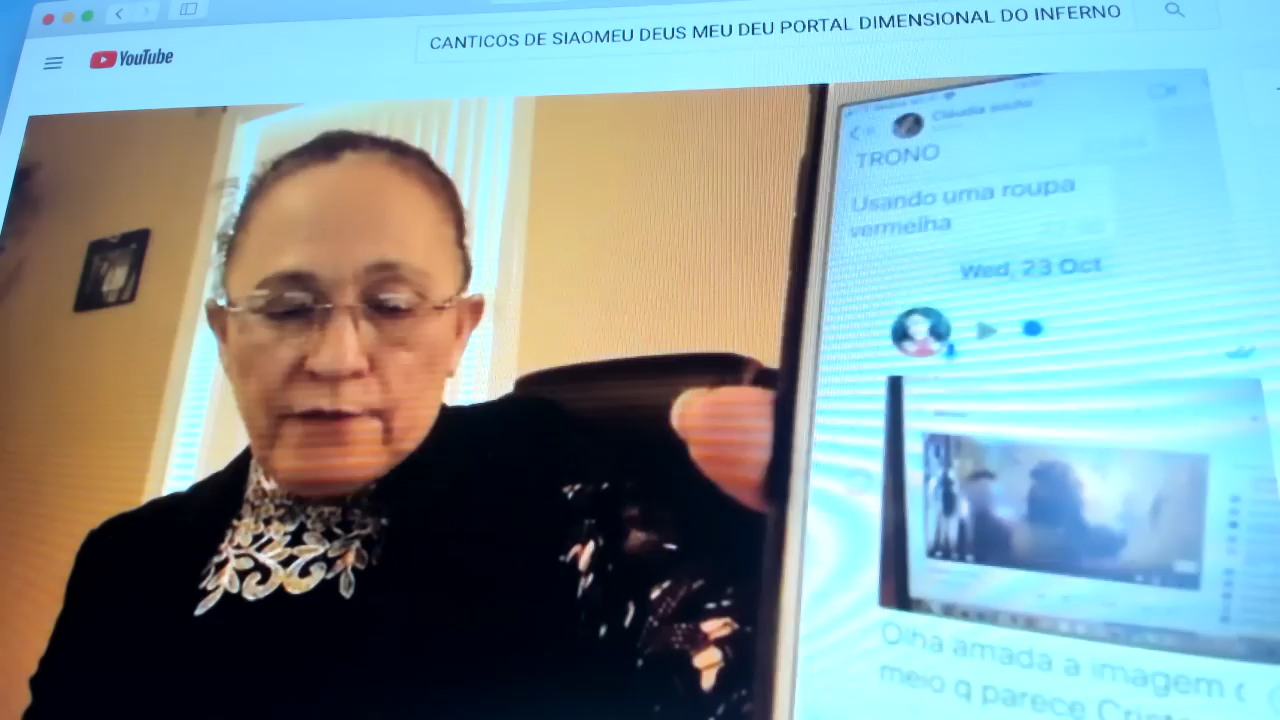 CANTICOS DE SIAOMEU DEUS MEU DEU PORTAL DIMENSIONAL DO INFERNO
YouTube
TRONO
Usando uma roupa
vermelha
Wed, 23 Oct
Olha amada a imagem
meio q parece